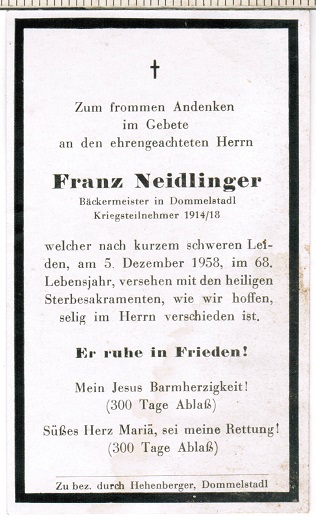 Zum frommen Andenken
im Gebete
an den ehrengeachteten Herrn
Franz Neidlinger
Bäckermeister in Dommelstadl
Kriegsteilnehmer 1914/18
welcher nach kurzem schweren Lei-
den, am 5. Dezember 1958, im 68.
Lebensjahr, versehen mit den heiligen
Sterbesakramenten, wie wir hoffen,
selig im Herrn verschieden ist.
Er ruhe in Frieden!
Mein Jesus Barmherzigkeit!
(300 Tage Ablaß)
Süßes Herz Mariä, sei meine Rettung!
(300 Tage Ablaß)
Zu bez. durch Hehenberger, Dommelstadl